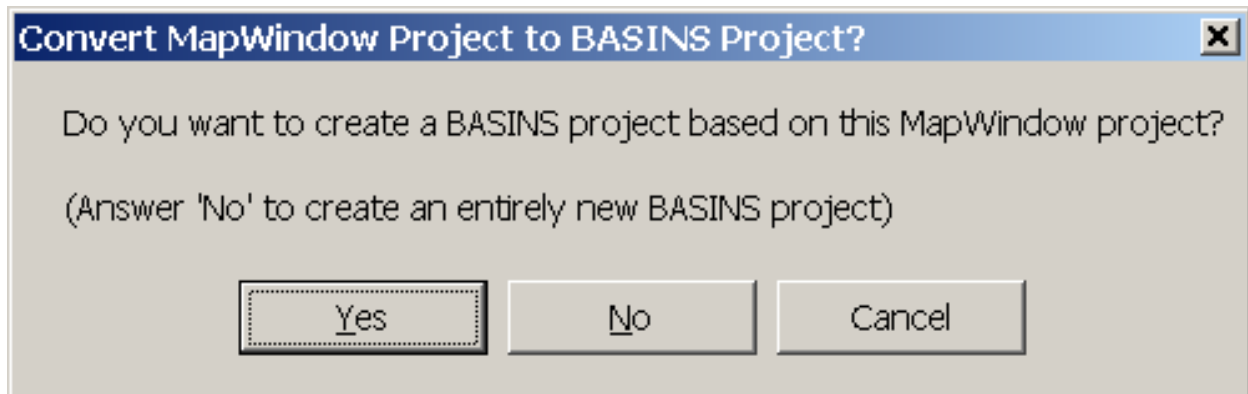 Convert MapWindow Project to BASINS Project?
Do you want to create a BASINS project based on this MapWindow project?
(Answer 'No' to create an entirely new BASINS project)
Yes No Cancel